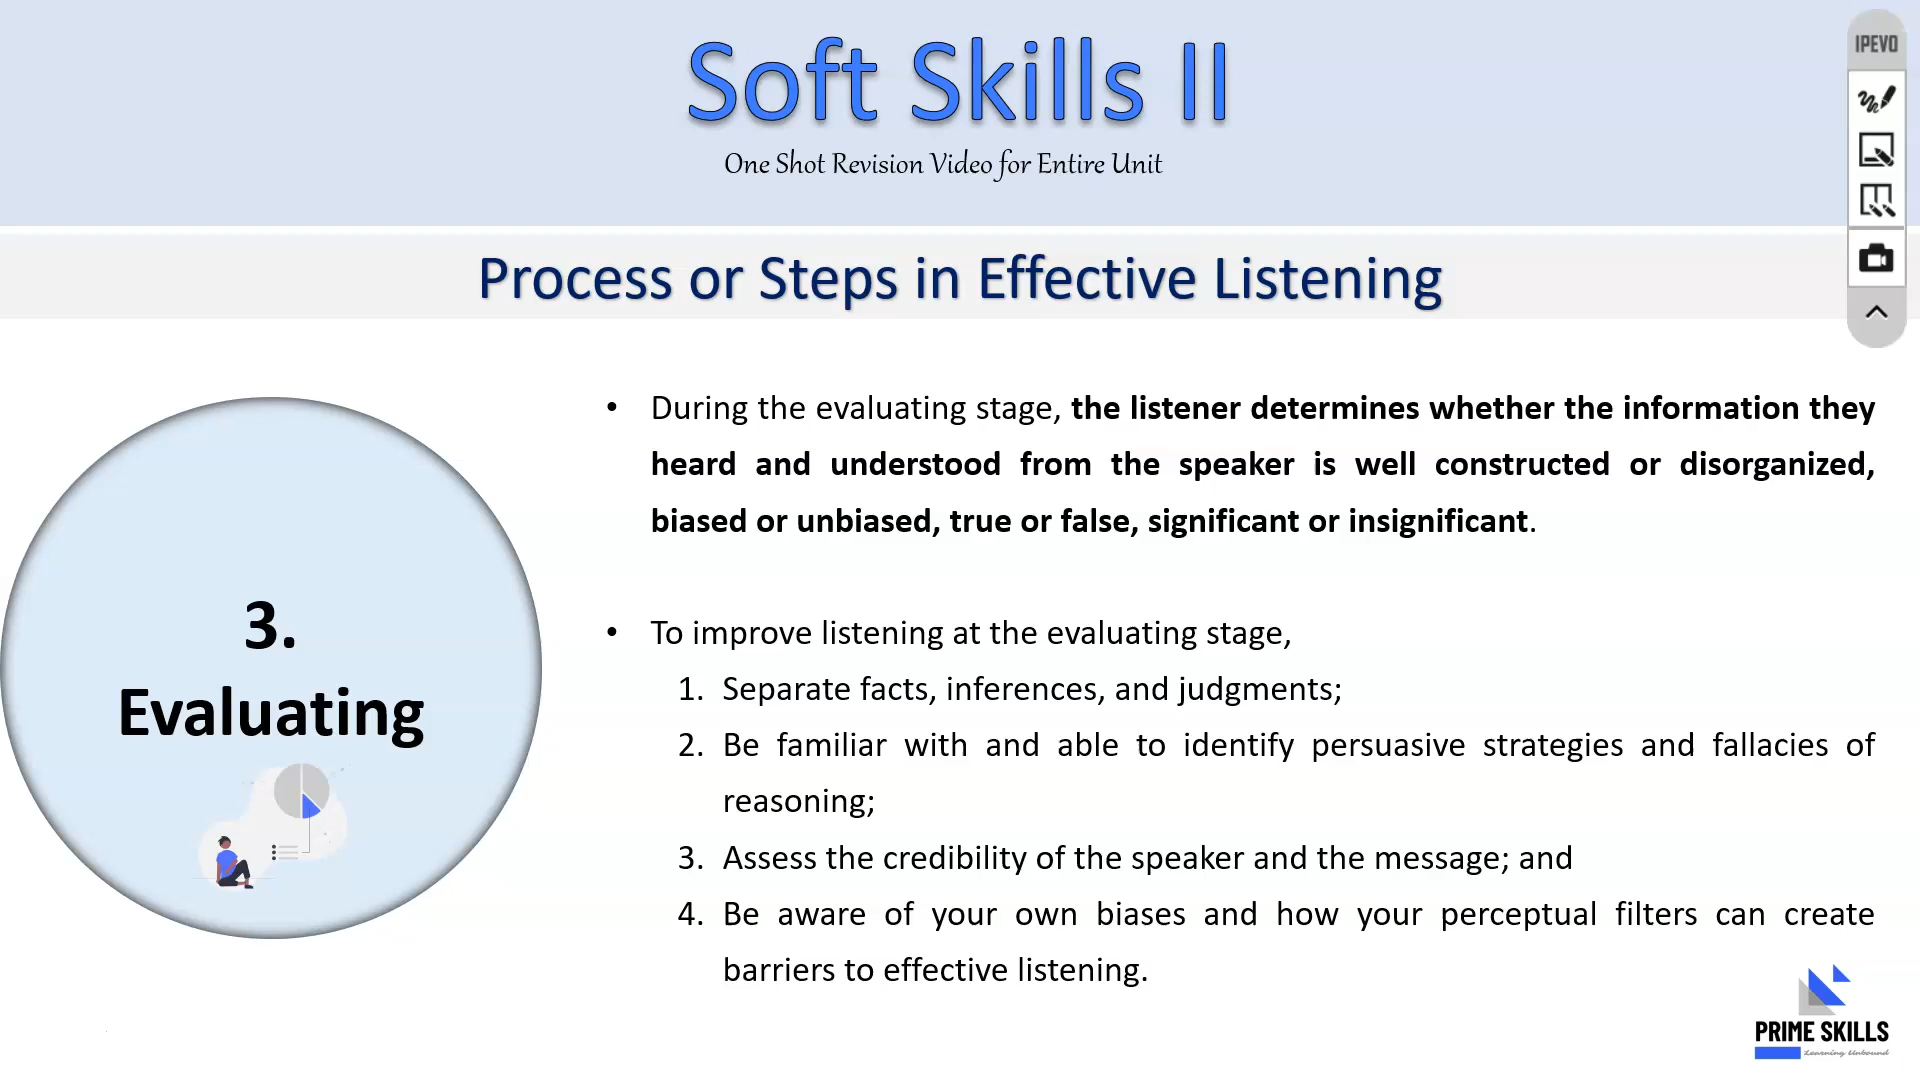 Soft Skills II
One Shot Revision Video for Entire Unit
IPEVO
Process or Steps in Effective Listening
3.
Evaluating
• During the evaluating stage, the listener determines whether the information they
heard and understood from the speaker is well constructed or disorganized,
biased or unbiased, true or false, significant or insignificant.
• To improve listening at the evaluating stage,
1. Separate facts, inferences, and judgments;
2. Be familiar with and able to identify persuasive strategies and fallacies of
reasoning;
3. Assess the credibility of the speaker and the message; and
4. Be aware of your own biases and how your perceptual filters can create
barriers to effective listening.
PRIME SKILLS
Learning Unbound